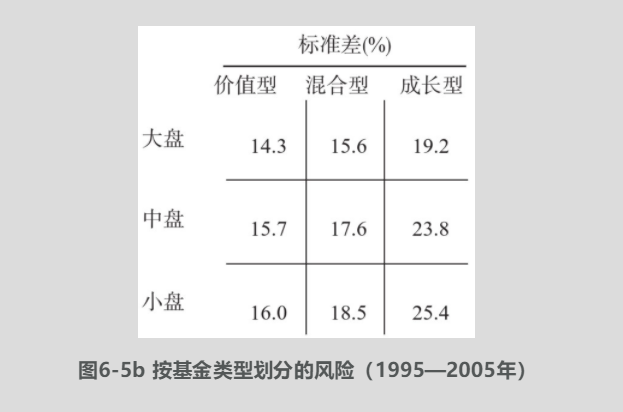 标准差(%)
价值型 混合型 成长型
大盘 14.3 15.6 19.2
中盘 15.7 17.6 23.8
小盘 16.0 18.5 25.4
图6-5b 按基金类型划分的风险（1995—2005年）